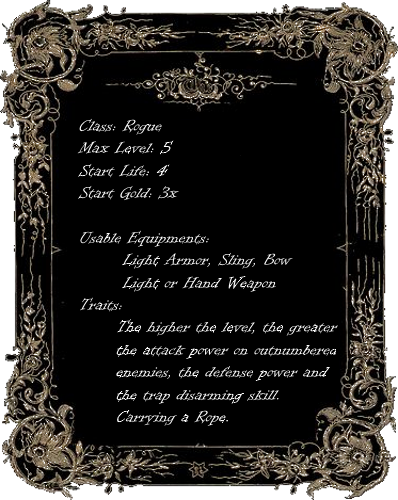 Class: Rogue
Max Level: 5
Start Life: 4
Start Gold: 3x
Usable Equipments:
Light Armor, Sling, Bow
Light or Hand Weapon
Traits:
The higher the level, the greater
the attack power on outnumbered
enemies, the defense power and
the trap disarming skill.
Carrying a Rope.